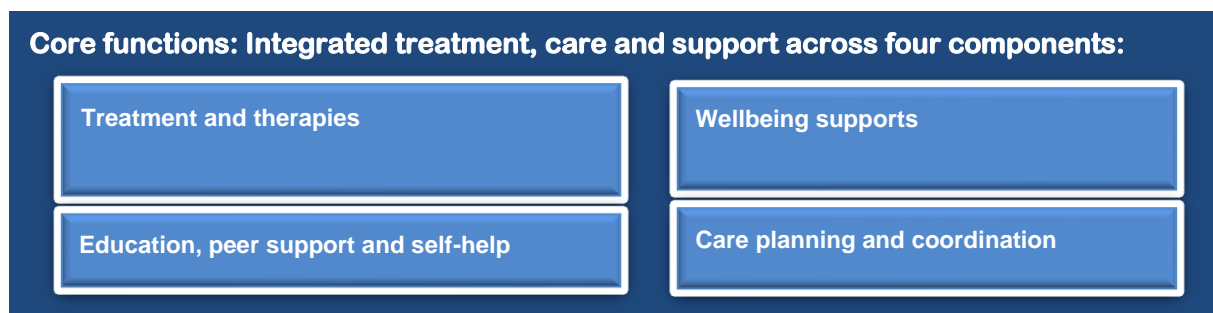 Core functions: Integrated treatment, care and support across four components:
Treatment and therapies
Wellbeing supports
Education, peer support and self-help
Care planning and coordination